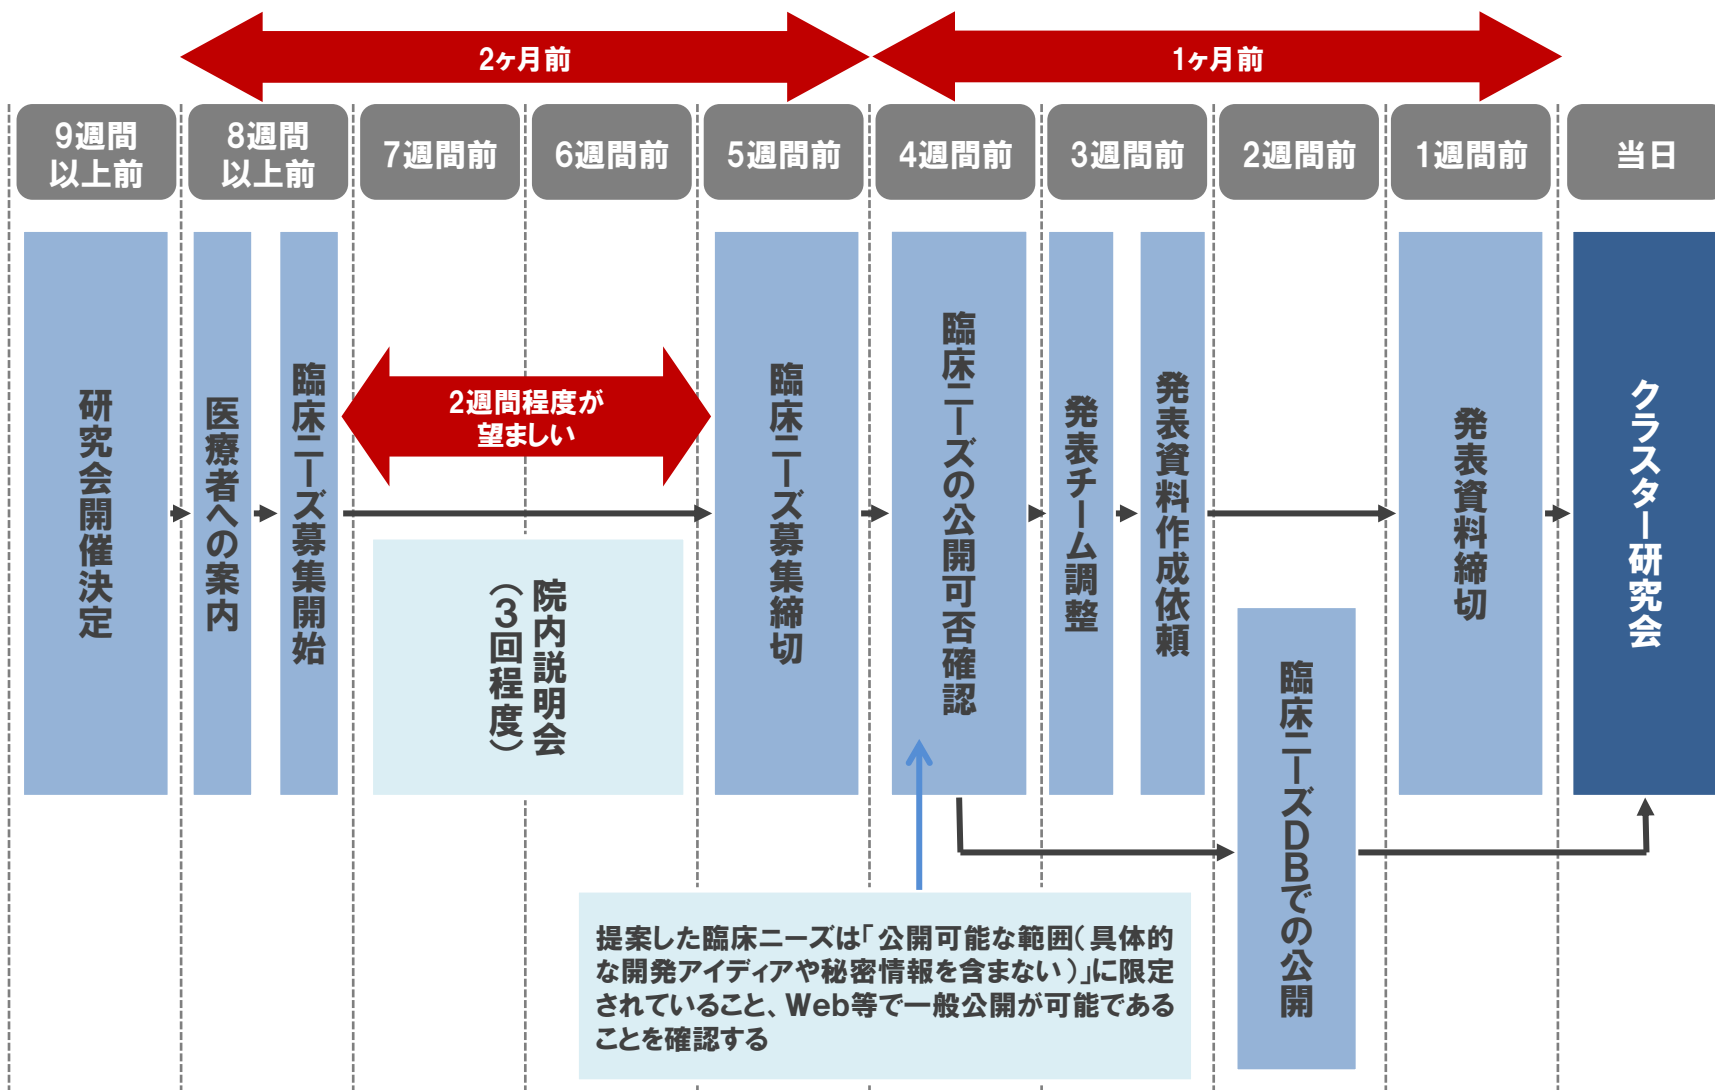 2ヶ月前
1ヶ月前
9週間
以上前
8週間
以上前
7週間前
6週間前
5週間前
4週間前
3週間前
2週間前
1週間前
当日
研究会開催決定
医療者への案内
臨床ニーズ募集開始
2週間程度が
望ましい
院内説明会
（3回程度）
臨床ニーズ募集締切
臨床ニーズの公開可否確認
発表チーム調整
発表資料作成依頼
臨床ニーズDBでの公開
発表資料締切
クラスター研究会
提案した臨床ニーズは「公開可能な範囲（具体的
な開発アイディアや秘密情報を含まない）」に限定
されていること、Web等で一般公開が可能である
ことを確認する